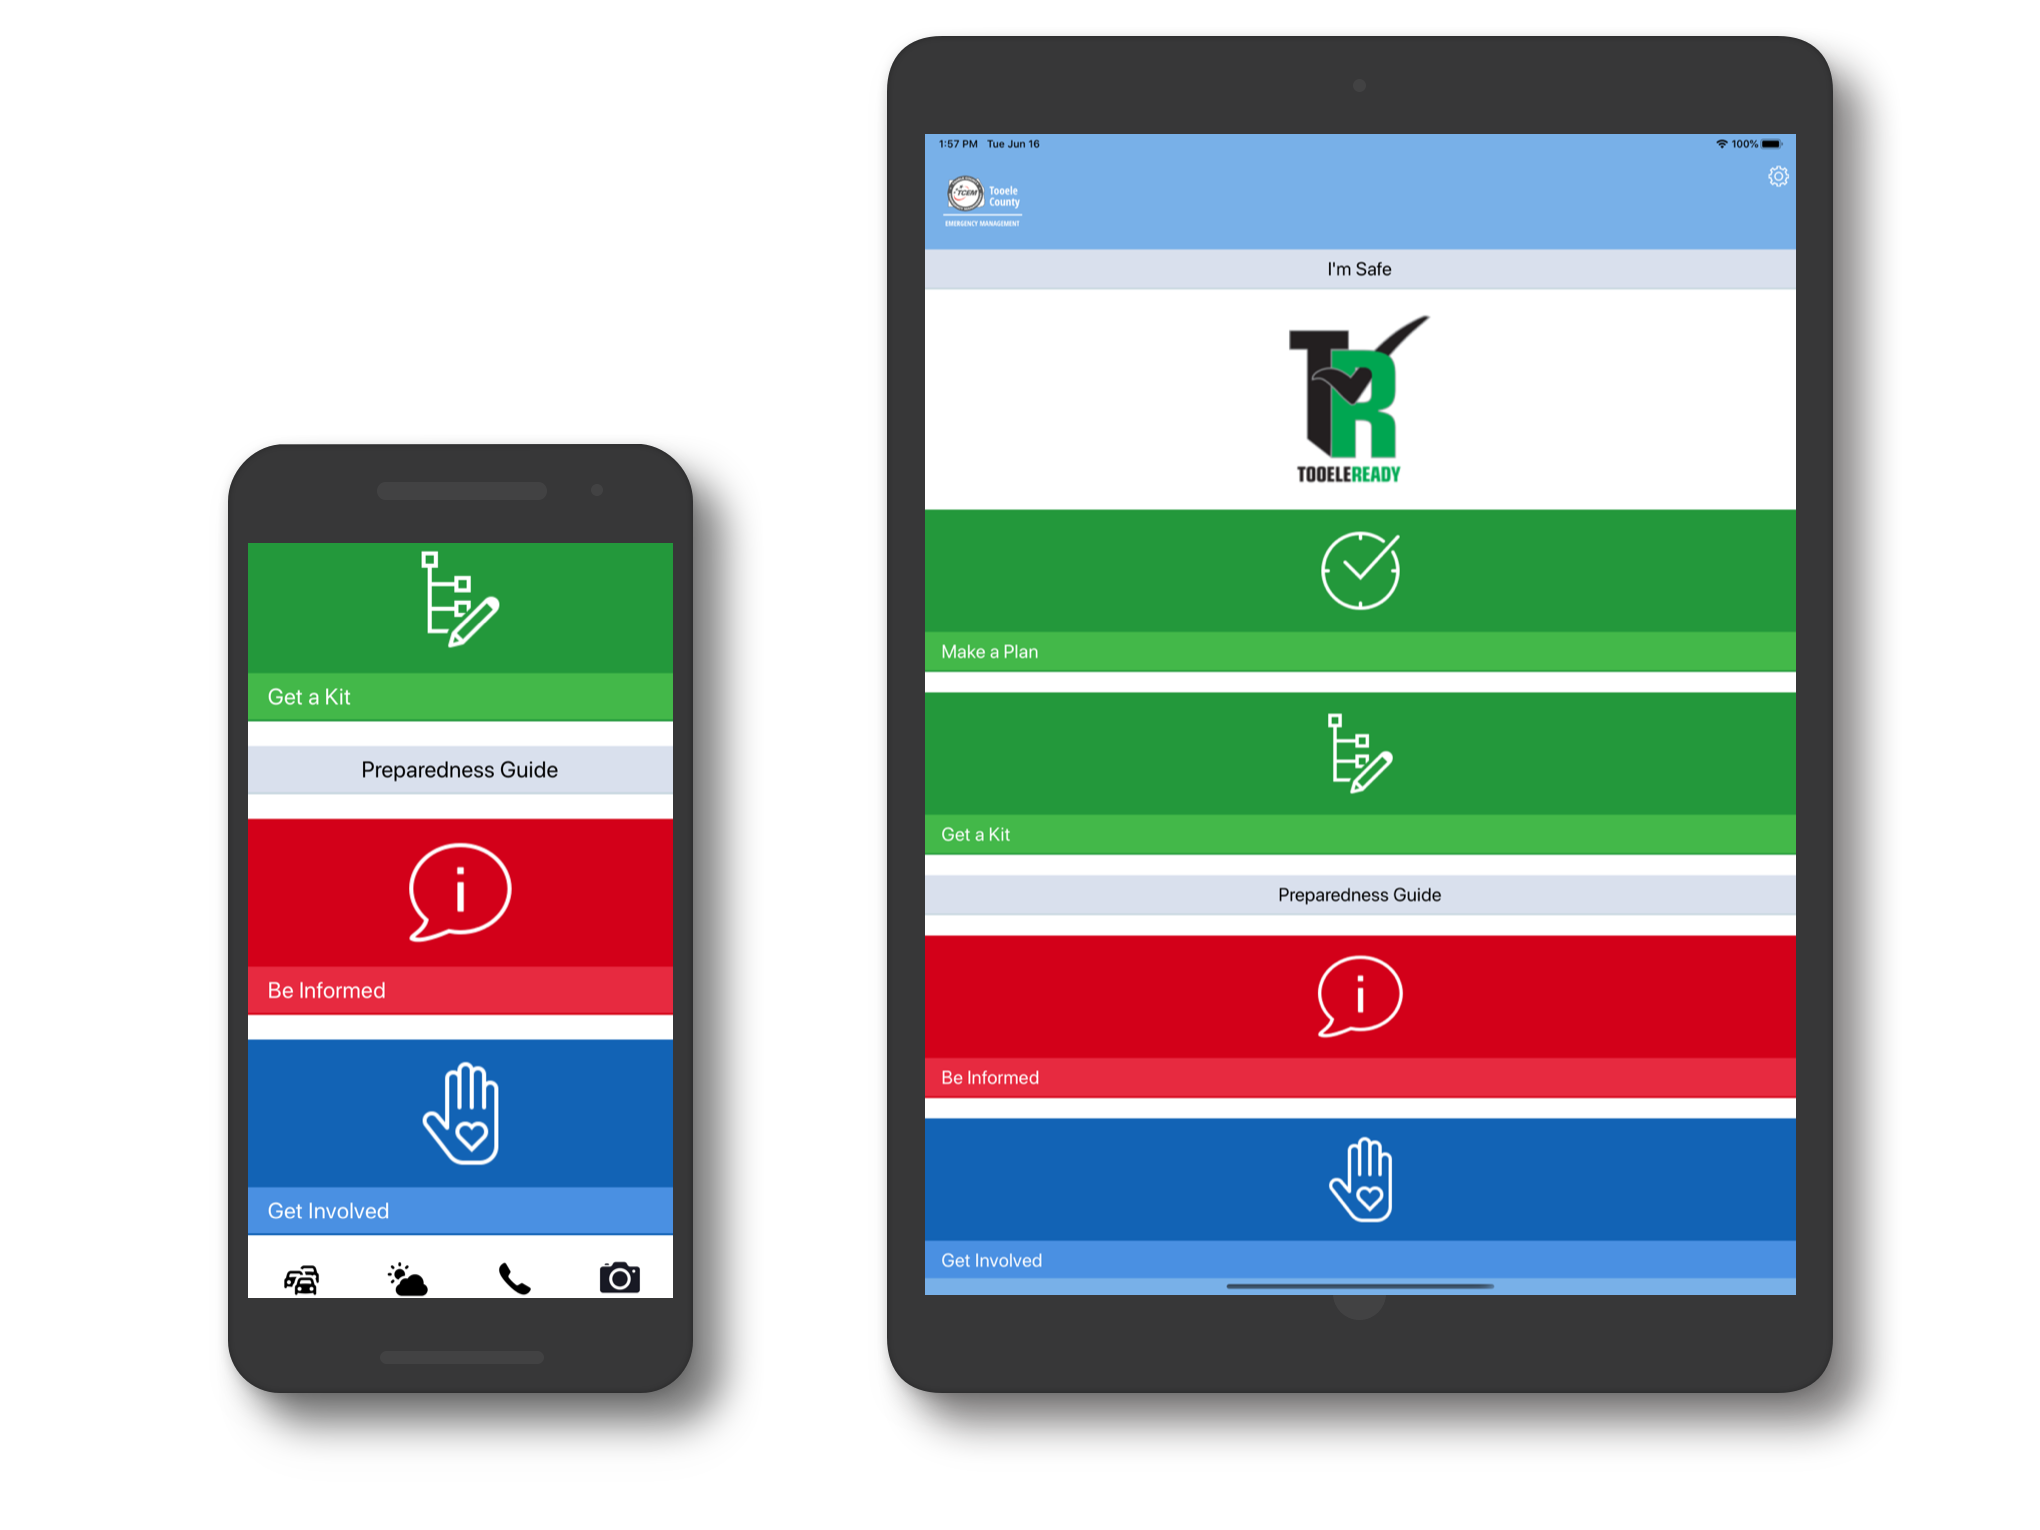 Get a Kit
Preparedness Guide
Be Informed
Get Involved
1:57 PM Tue Jun 16
100%
TCEM
Tooele
County
EMERGENCY MANAGEMENT
I'm Safe
TR
TOOELEREADY
Make a Plan
Get a Kit
Preparedness Guide
Be Informed
Get Involved